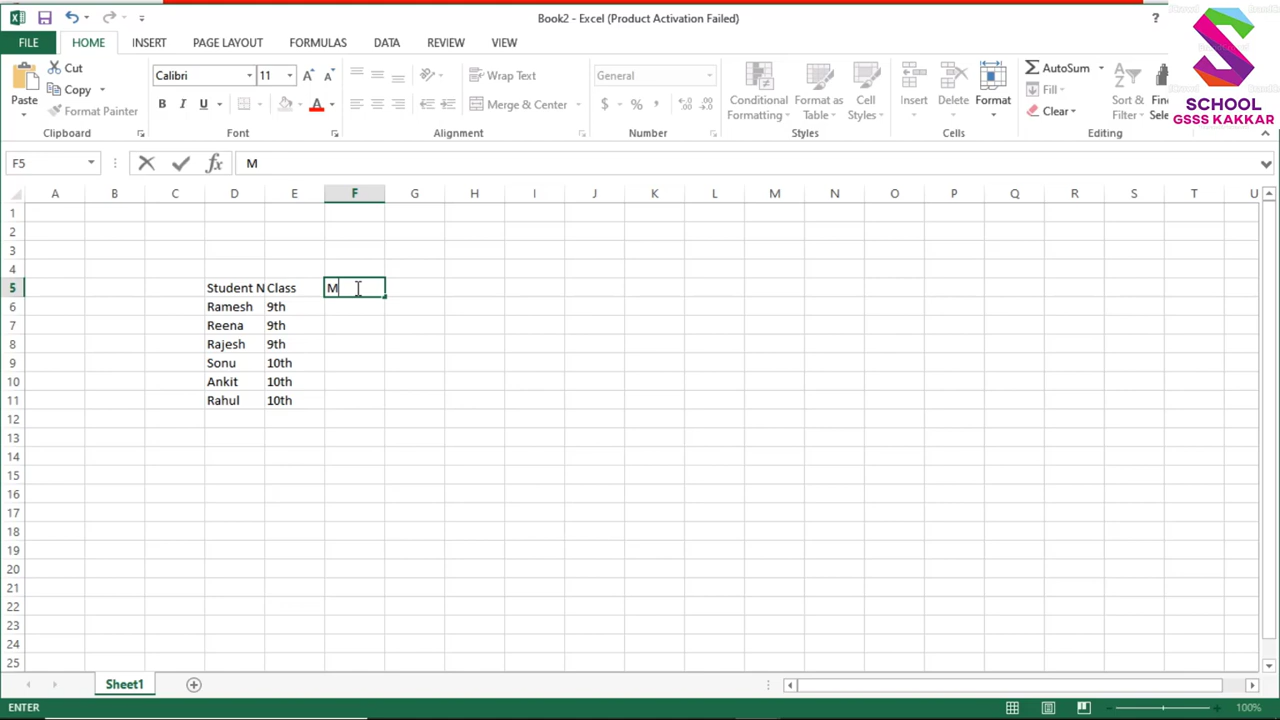 Book2 - Excel (Product Activation Failed)
?
FILE HOME INSERT PAGE LAYOUT FORMULAS DATA REVIEW VIEW
SCHOOL
GSSS KAKKAR
Paste
Cut
Copy
Format Painter
Clipboard
Calibri 11
B I U A
Font
Wrap Text
Merge & Center
Alignment
General
$ % ,
Number
Conditional Formatting
Format as Table
Cell Styles
Styles
Insert
Delete
Format
Cells
AutoSum
Fill
Clear
Sort & Filter
Editing
F5 fx M
A B C D E F G H I J K L M N O P Q R S T U
1
2
3
4
5 Student N Class M
6 Ramesh 9th
7 Reena 9th
8 Rajesh 9th
9 Sonu 10th
10 Ankit 10th
11 Rahul 10th
12
13
14
15
16
17
18
19
20
21
22
23
24
25
Sheet1
ENTER 100%